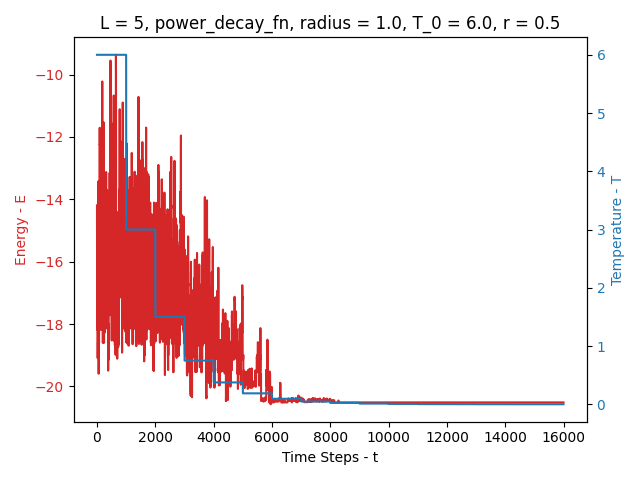 L = 5, power_decay_fn, radius = 1.0, T_0 = 6.0, r = 0.5
−10
−12
−14
−16
−18
−20
Energy - E
6
5
4
3
2
1
0
Temperature - T
0 2000 4000 6000 8000 10000 12000 14000 16000
Time Steps - t